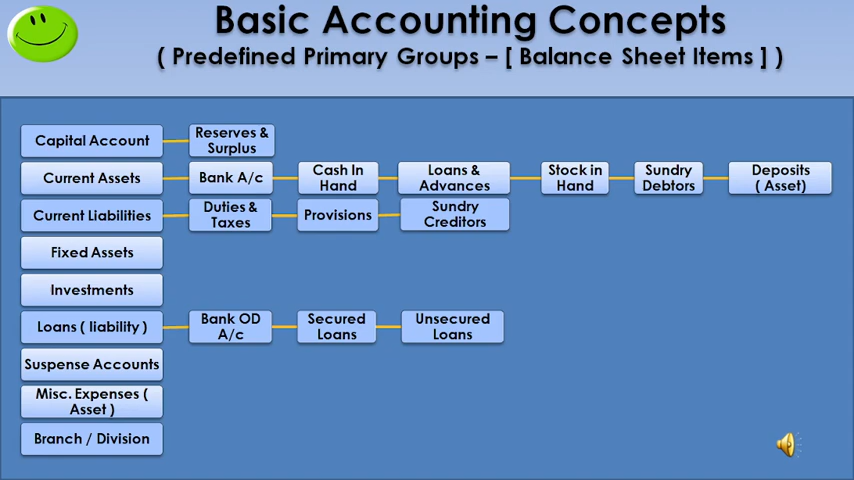 Basic Accounting Concepts
( Predefined Primary Groups – [ Balance Sheet Items ] )
Capital Account
Reserves &
Surplus
Current Assets
Bank A/c
Cash In
Hand
Loans &
Advances
Stock in
Hand
Sundry
Debtors
Deposits
( Asset)
Current Liabilities
Duties &
Taxes
Provisions
Sundry
Creditors
Fixed Assets
Investments
Loans ( liability )
Bank OD
A/c
Secured
Loans
Unsecured
Loans
Suspense Accounts
Misc. Expenses (
Asset )
Branch / Division